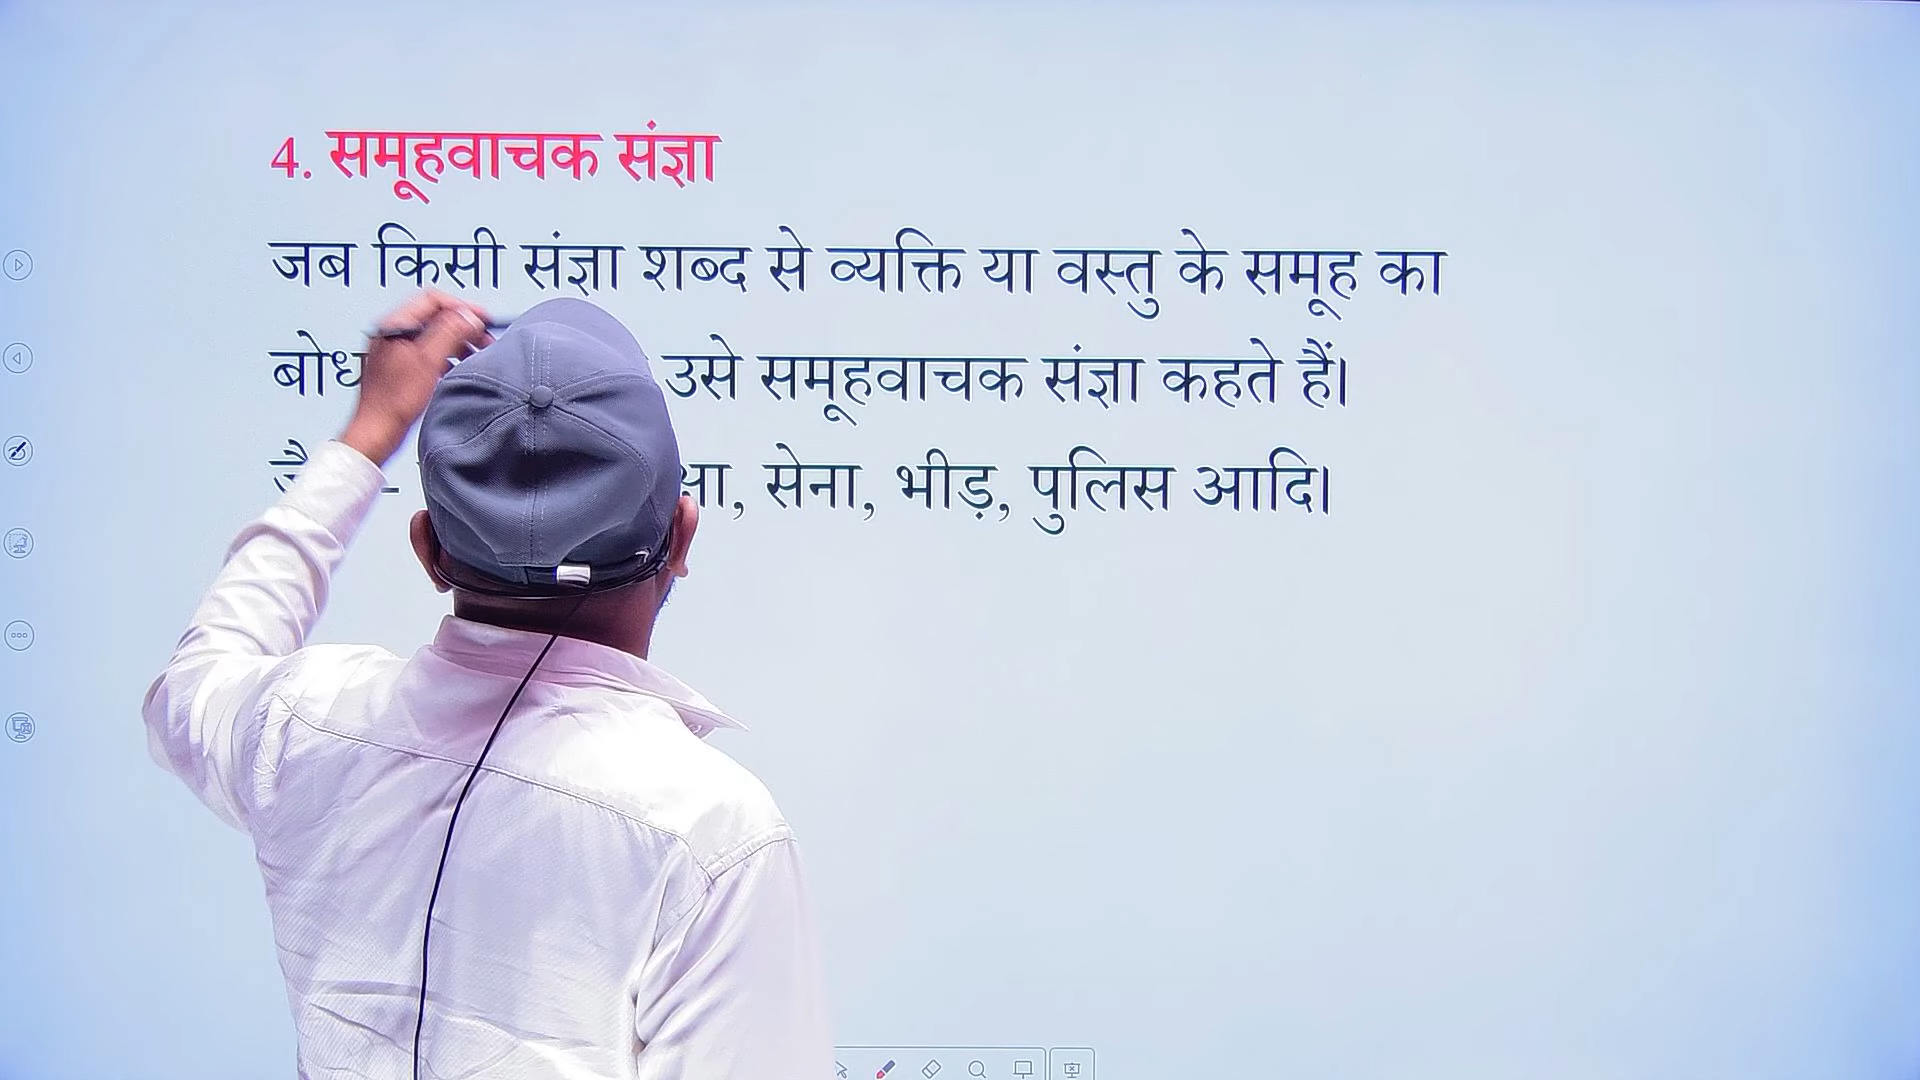 4. समूहवाचक संज्ञा
जब किसी संज्ञा शब्द से व्यक्ति या वस्तु के समूह का
उसे समूहवाचक संज्ञा कहते हैं।
सेना, भीड़, पुलिस आदि।